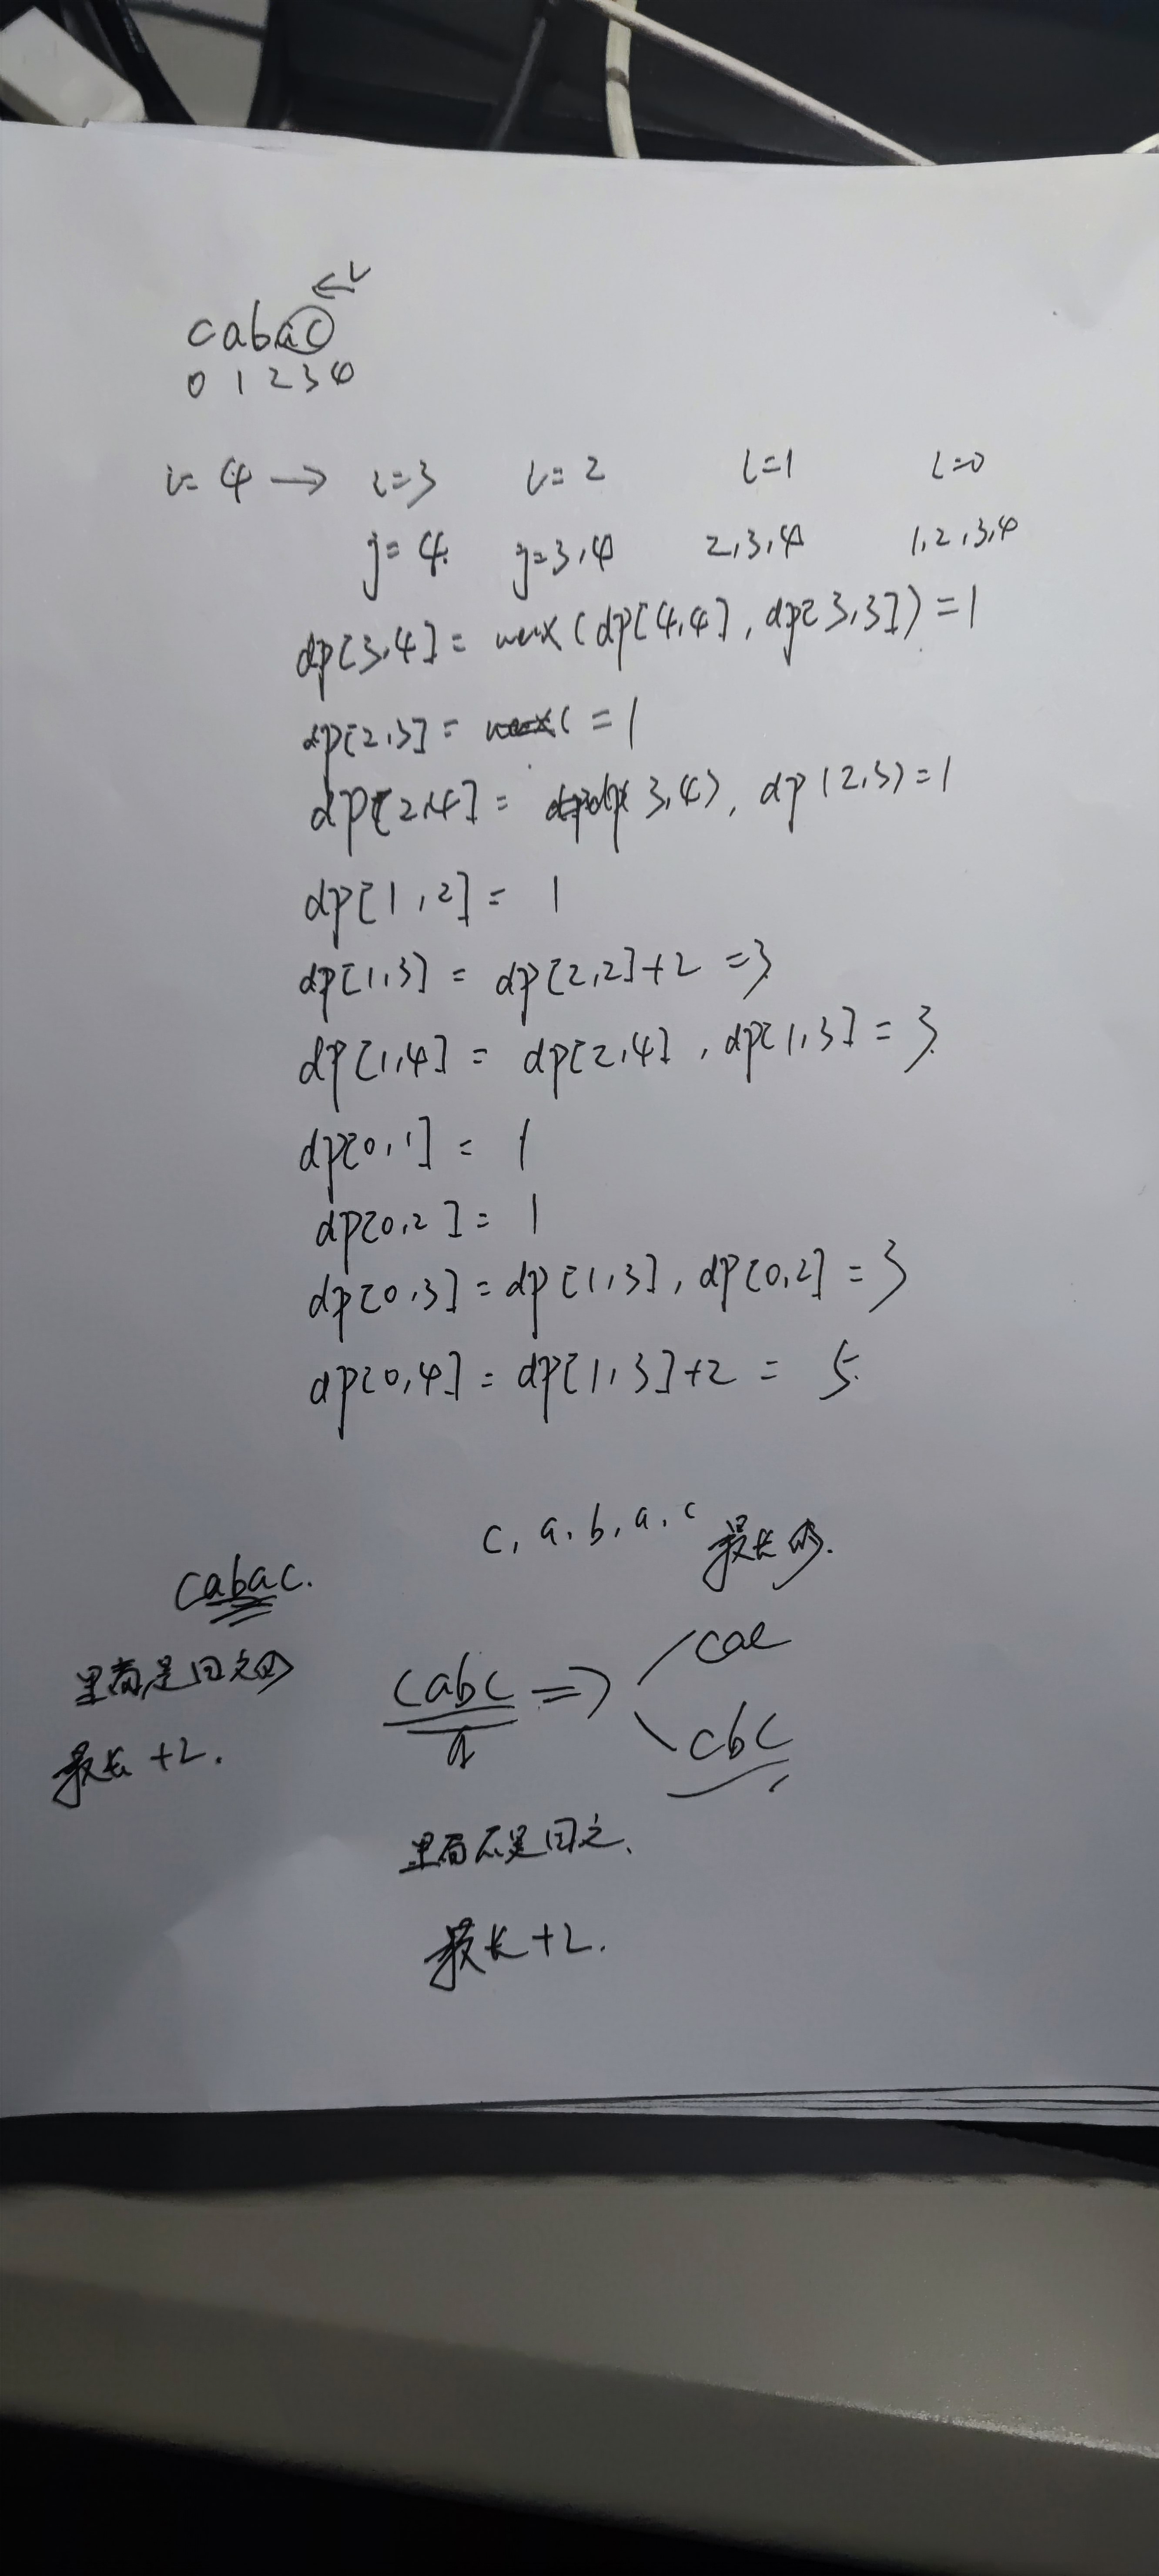 ← i
cabac
0 1 2 3 4
i=4 → i=3 i=2 i=1 i=0
j=4. j=3,4 2,3,4 1,2,3,4
dp[3,4] = max(dp[4,4], dp[3,3]) = 1
dp[2,3] = = 1
dp[2,4] = dp(3,4), dp(2,3) = 1
dp[1,2] = 1
dp[1,3] = dp[2,2]+2 = 3
dp[1,4] = dp[2,4], dp[1,3] = 3
dp[0,1] = 1
dp[0,2] = 1
dp[0,3] = dp[1,3], dp[0,2] = 3
dp[0,4] = dp[1,3]+2 = 5.
c, a, b, a, c 最长的.
cabac.
里面是回文的
最长+2.
cabc => cac
cbc
里面不是回文.
最长+2.